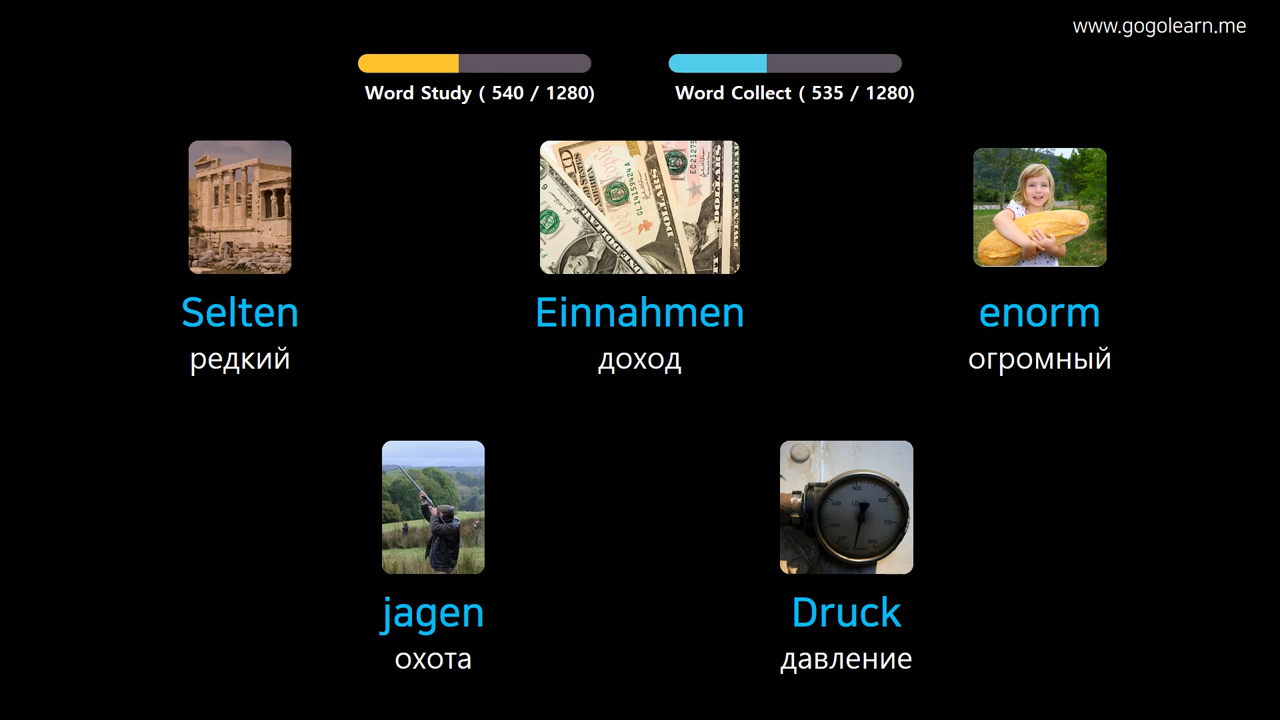 www.gogolearn.me
Word Study ( 540 / 1280)
Word Collect ( 535 / 1280)
Selten
редкий
Einnahmen
доход
enorm
огромный
jagen
охота
Druck
давление